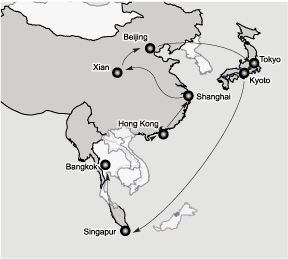 Beijing
Tokyo
Xian
Kyoto
Shanghai
Hong Kong
Bangkok
Singapur